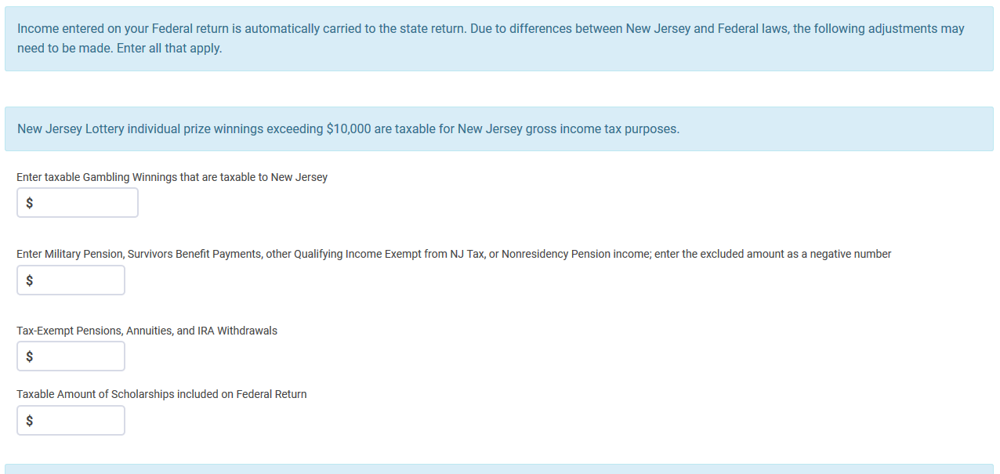 Income entered on your Federal return is automatically carried to the state return. Due to differences between New Jersey and Federal laws, the following adjustments may
need to be made. Enter all that apply.
New Jersey Lottery individual prize winnings exceeding $10,000 are taxable for New Jersey gross income tax purposes.
Enter taxable Gambling Winnings that are taxable to New Jersey
$
Enter Military Pension, Survivors Benefit Payments, other Qualifying Income Exempt from NJ Tax, or Nonresidency Pension income; enter the excluded amount as a negative number
$
Tax-Exempt Pensions, Annuities, and IRA Withdrawals
$
Taxable Amount of Scholarships included on Federal Return
$